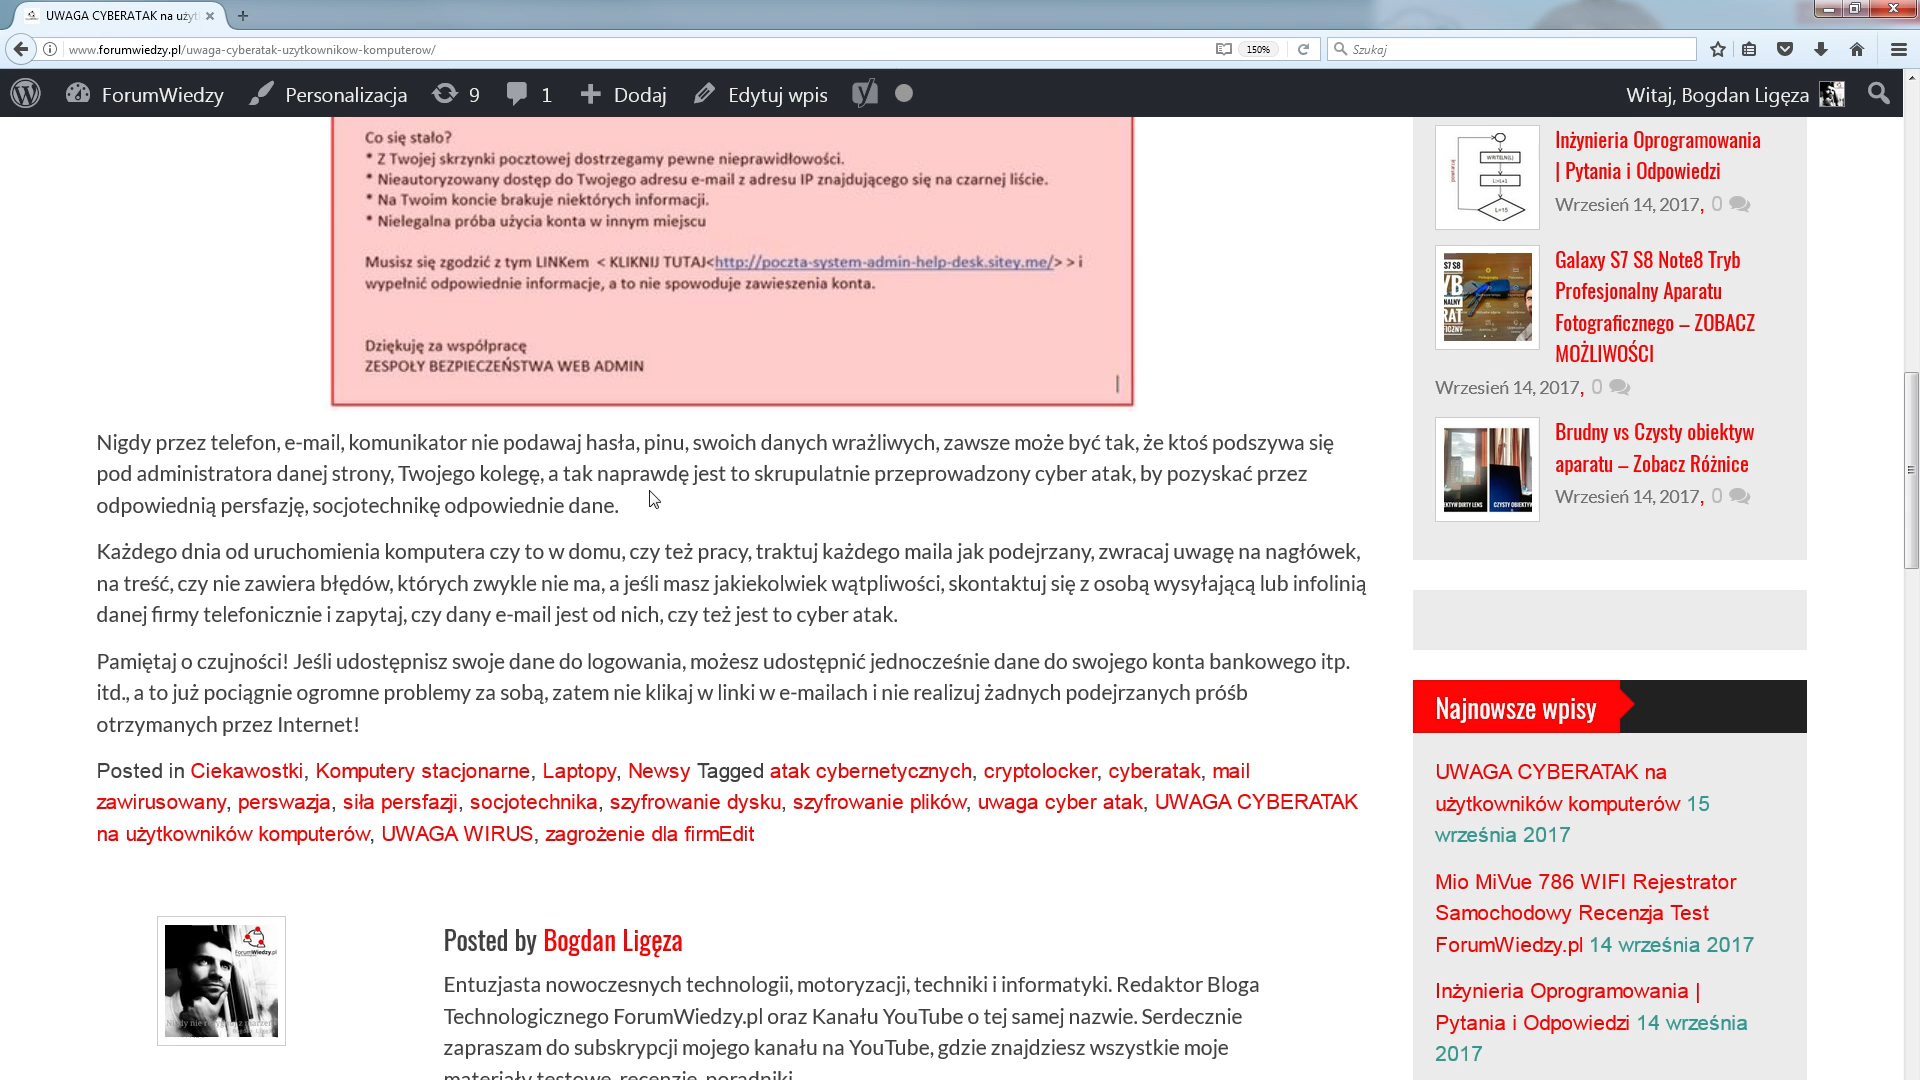 UWAGA CYBERATAK na użyt
www.forumwiedzy.pl/uwaga-cyberatak-uzytkownikow-komputerow/
150%
Szukaj
ForumWiedzy
Personalizacja
9
1
Dodaj
Edytuj wpis
Witaj, Bogdan Ligęza
Co się stało?
* Z Twojej skrzynki pocztowej dostrzegamy pewne nieprawidłowości.
* Nieautoryzowany dostęp do Twojego adresu e-mail z adresu IP znajdującego się na czarnej liście.
* Na Twoim koncie brakuje niektórych informacji.
* Nielegalna próba użycia konta w innym miejscu
Musisz się zgodzić z tym LINKem < KLIKNIJ TUTAJ<http://poczta-system-admin-help-desk.sitey.me/> > i
wypełnić odpowiednie informacje, a to nie spowoduje zawieszenia konta.
Dziękuję za współpracę
ZESPOŁY BEZPIECZEŃSTWA WEB ADMIN
Nigdy przez telefon, e-mail, komunikator nie podawaj hasła, pinu, swoich danych wrażliwych, zawsze może być tak, że ktoś podszywa się
pod administratora danej strony, Twojego kolegę, a tak naprawdę jest to skrupulatnie przeprowadzony cyber atak, by pozyskać przez
odpowiednią persfazję, socjotechnikę odpowiednie dane.
Każdego dnia od uruchomienia komputera czy to w domu, czy też pracy, traktuj każdego maila jak podejrzany, zwracaj uwagę na nagłówek,
na treść, czy nie zawiera błędów, których zwykle nie ma, a jeśli masz jakiekolwiek wątpliwości, skontaktuj się z osobą wysyłającą lub infolinią
danej firmy telefonicznie i zapytaj, czy dany e-mail jest od nich, czy też jest to cyber atak.
Pamiętaj o czujności! Jeśli udostępnisz swoje dane do logowania, możesz udostępnić jednocześnie dane do swojego konta bankowego itp.
itd., a to już pociągnie ogromne problemy za sobą, zatem nie klikaj w linki w e-mailach i nie realizuj żadnych podejrzanych próśb
otrzymanych przez Internet!
Posted in Ciekawostki, Komputery stacjonarne, Laptopy, Newsy Tagged atak cybernetycznych, cryptolocker, cyberatak, mail
zawirusowany, perswazja, siła persfazji, socjotechnika, szyfrowanie dysku, szyfrowanie plików, uwaga cyber atak, UWAGA CYBERATAK
na użytkowników komputerów, UWAGA WIRUS, zagrożenie dla firmEdit
Posted by Bogdan Ligęza
Entuzjasta nowoczesnych technologii, motoryzacji, techniki i informatyki. Redaktor Bloga
Technologicznego ForumWiedzy.pl oraz Kanału YouTube o tej samej nazwie. Serdecznie
zapraszam do subskrypcji mojego kanału na YouTube, gdzie znajdziesz wszystkie moje
materiały testowe, recenzje, poradniki
Inżynieria Oprogramowania
| Pytania i Odpowiedzi
Wrzesień 14, 2017, 0
Galaxy S7 S8 Note8 Tryb
Profesjonalny Aparatu
Fotograficznego – ZOBACZ
MOŻLIWOŚCI
Wrzesień 14, 2017, 0
Brudny vs Czysty obiektyw
aparatu – Zobacz Różnice
Wrzesień 14, 2017, 0
Najnowsze wpisy
UWAGA CYBERATAK na
użytkowników komputerów 15
września 2017
Mio MiVue 786 WIFI Rejestrator
Samochodowy Recenzja Test
ForumWiedzy.pl 14 września 2017
Inżynieria Oprogramowania |
Pytania i Odpowiedzi 14 września
2017